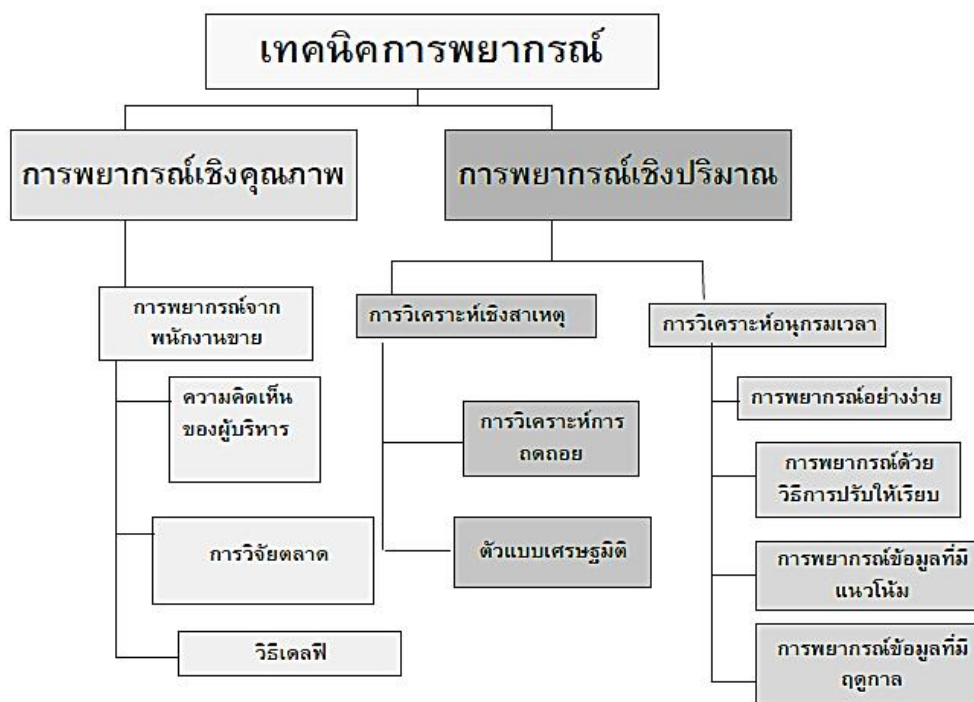 เทคนิคการพยากรณ์
การพยากรณ์เชิงคุณภาพ
การพยากรณ์เชิงปริมาณ
การพยากรณ์จาก
พนักงานขาย
ความคิดเห็น
ของผู้บริหาร
การวิจัยตลาด
วิธีเดลฟี
การวิเคราะห์เชิงสาเหตุ
การวิเคราะห์การ
ถดถอย
ตัวแบบเศรษฐมิติ
การวิเคราะห์อนุกรมเวลา
การพยากรณ์อย่างง่าย
การพยากรณ์ด้วย
วิธีการปรับให้เรียบ
การพยากรณ์ข้อมูลที่มี
แนวโน้ม
การพยากรณ์ข้อมูลที่มี
ฤดูกาล